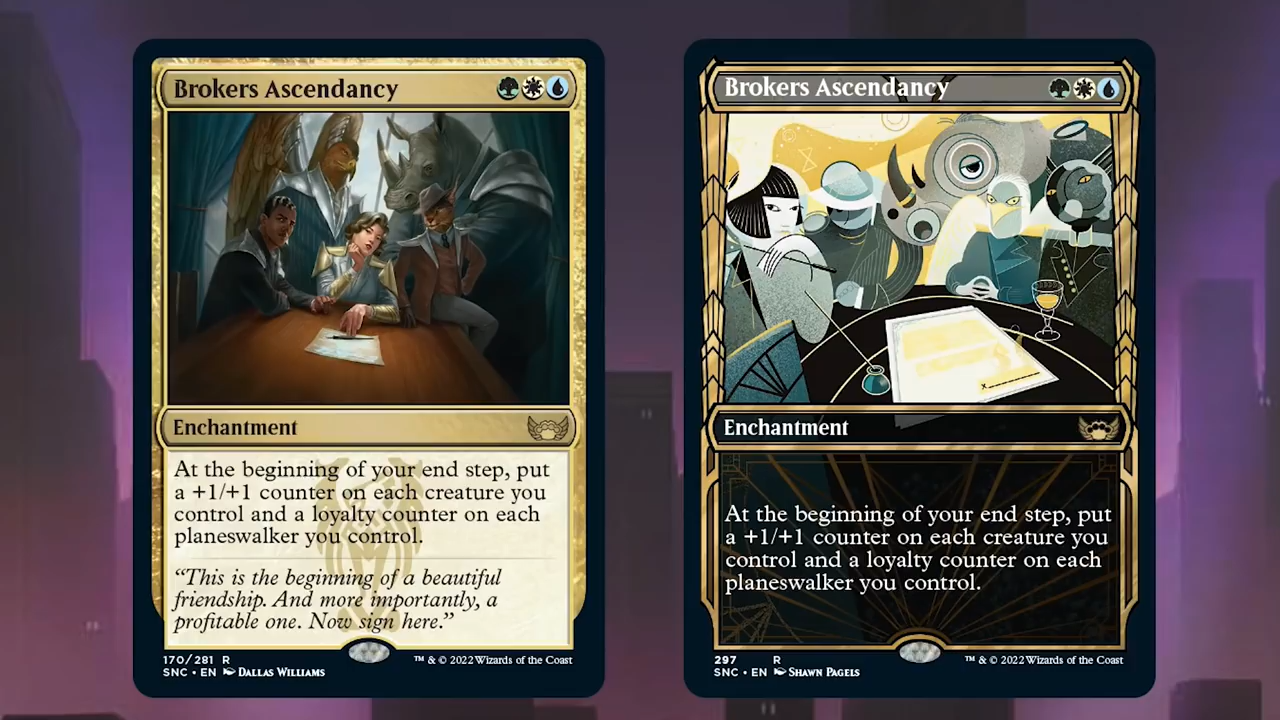 Brokers Ascendancy
Enchantment
At the beginning of your end step, put
a +1/+1 counter on each creature you
control and a loyalty counter on each
planeswalker you control.
“This is the beginning of a beautiful
friendship. And more importantly, a
profitable one. Now sign here.”
170/281 R
SNC • EN DALLAS WILLIAMS
™ & © 2022 Wizards of the Coast
Brokers Ascendancy
x
Enchantment
At the beginning of your end step, put
a +1/+1 counter on each creature you
control and a loyalty counter on each
planeswalker you control.
297 R
SNC • EN SHAWN PAGELS
™ & © 2022 Wizards of the Coast